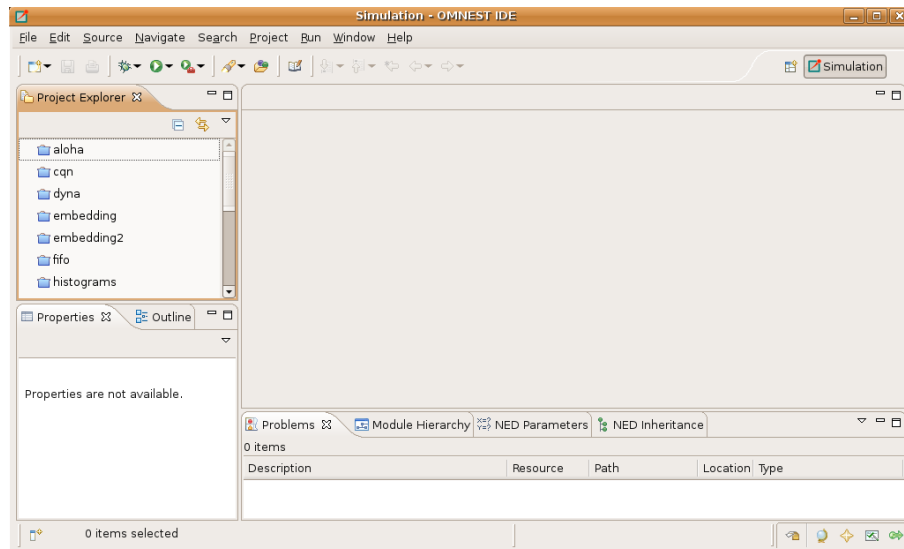 Simulation - OMNEST IDE
File Edit Source Navigate Search Project Run Window Help
Simulation
Project Explorer
aloha
cqn
dyna
embedding
embedding2
fifo
histograms
Properties Outline
Properties are not available.
Problems Module Hierarchy NED Parameters NED Inheritance
0 items
Description Resource Path Location Type
0 items selected